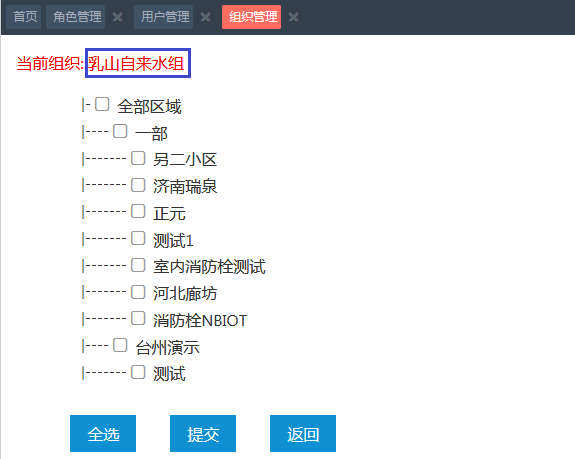 首页 角色管理 用户管理 组织管理
当前组织: 乳山自来水组
|- 全部区域
|---- 一部
|------- 另二小区
|------- 济南瑞泉
|------- 正元
|------- 测试1
|------- 室内消防栓测试
|------- 河北廊坊
|------- 消防栓NBIOT
|---- 台州演示
|------- 测试
全选 提交 返回